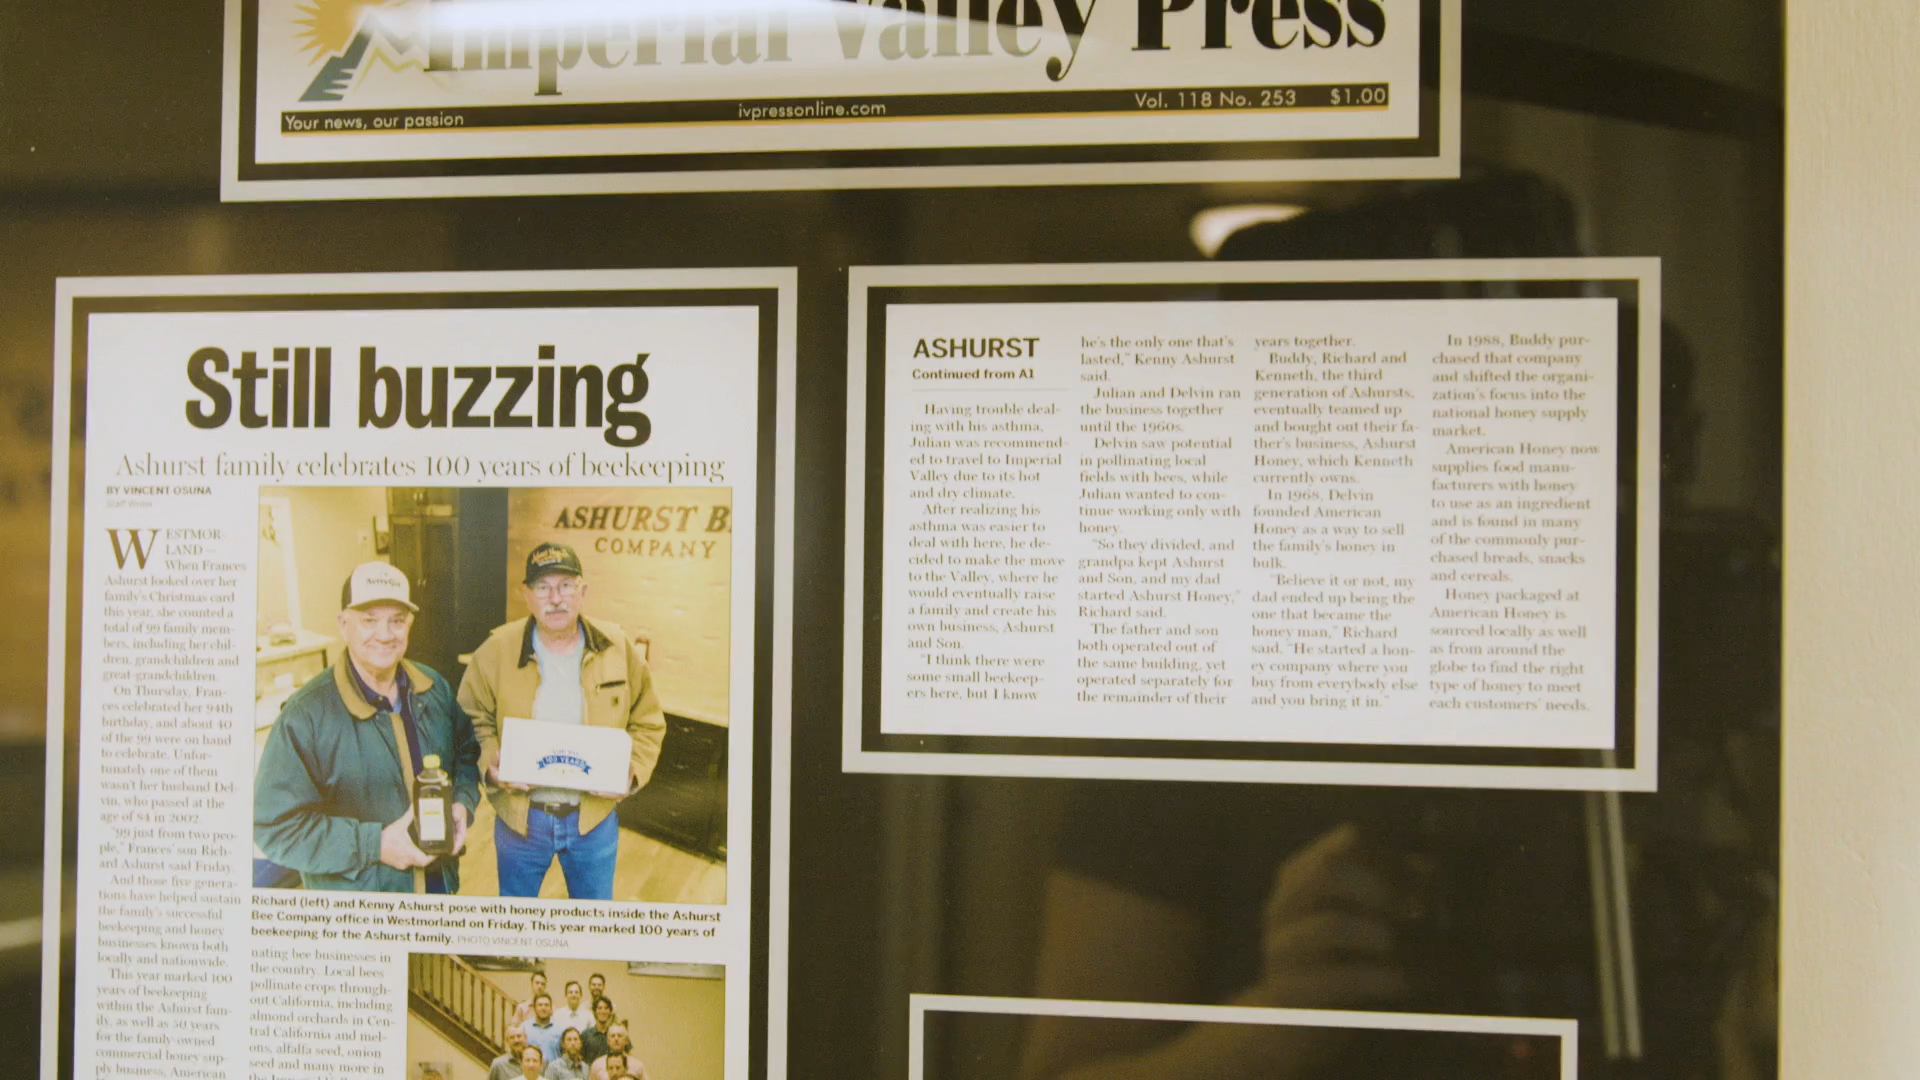 Imperial Valley Press
Your news, our passion
ivpressonline.com
Vol. 118 No. 253 $1.00
Still buzzing
Ashurst family celebrates 100 years of beekeeping
BY VINCENT OSUNA
Staff Writer
WESTMOR-
LAND —
When Frances
Ashurst looked over her
family's Christmas card
this year, she counted a
total of 99 family mem-
bers, including her chil-
dren, grandchildren and
great-grandchildren.
On Thursday, Fran-
ces celebrated her 94th
birthday, and about 40
of the 99 were on hand
to celebrate. Unfor-
tunately one of them
wasn't her husband Del-
vin, who passed at the
age of 84 in 2002.
"99 just from two peo-
ple," Frances' son Rich-
ard Ashurst said Friday.
And those five genera-
tions have helped sustain
the family's successful
beekeeping and honey
businesses known both
locally and nationwide.
This year marked 100
years of beekeeping
within the Ashurst fam-
ily, as well as 50 years
for the family-owned
commercial honey sup-
ply business, American
ASHURST B
COMPANY
100 YEARS
Richard (left) and Kenny Ashurst pose with honey products inside the Ashurst
Bee Company office in Westmorland on Friday. This year marked 100 years of
beekeeping for the Ashurst family. PHOTO VINCENT OSUNA
nating bee businesses in
the country. Local bees
pollinate crops through-
out California, including
almond orchards in Cen-
tral California and mel-
ons, alfalfa seed, onion
seed and many more in
ASHURST
Continued from A1
Having trouble deal-
ing with his asthma,
Julian was recommend-
ed to travel to Imperial
Valley due to its hot
and dry climate.
After realizing his
asthma was easier to
deal with here, he de-
cided to make the move
to the Valley, where he
would eventually raise
a family and create his
own business, Ashurst
and Son.
"I think there were
some small beekeep-
ers here, but I know
he's the only one that's
lasted," Kenny Ashurst
said.
Julian and Delvin ran
the business together
until the 1960s.
Delvin saw potential
in pollinating local
fields with bees, while
Julian wanted to con-
tinue working only with
honey.
"So they divided, and
grandpa kept Ashurst
and Son, and my dad
started Ashurst Honey,"
Richard said.
The father and son
both operated out of
the same building, yet
operated separately for
the remainder of their
years together.
Buddy, Richard and
Kenneth, the third
generation of Ashursts,
eventually teamed up
and bought out their fa-
ther's business, Ashurst
Honey, which Kenneth
currently owns.
In 1968, Delvin
founded American
Honey as a way to sell
the family's honey in
bulk.
"Believe it or not, my
dad ended up being the
one that became the
honey man," Richard
said. "He started a hon-
ey company where you
buy from everybody else
and you bring it in."
In 1988, Buddy pur-
chased that company
and shifted the organi-
zation's focus into the
national honey supply
market.
American Honey now
supplies food manu-
facturers with honey
to use as an ingredient
and is found in many
of the commonly pur-
chased breads, snacks
and cereals.
Honey packaged at
American Honey is
sourced locally as well
as from around the
globe to find the right
type of honey to meet
each customers' needs.